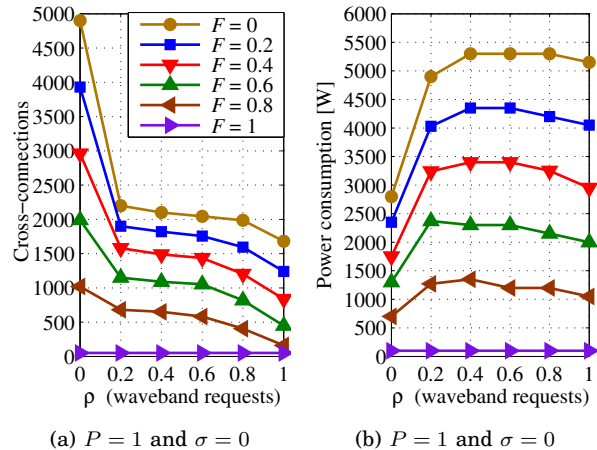 5000
4500
4000
3500
3000
2500
2000
1500
1000
500
0
Cross−connections
F = 0
F = 0.2
F = 0.4
F = 0.6
F = 0.8
F = 1
0 0.2 0.4 0.6 0.8 1
ρ (waveband requests)
(a) P = 1 and σ = 0
6000
5500
5000
4500
4000
3500
3000
2500
2000
1500
1000
500
0
Power consumption [W]
0 0.2 0.4 0.6 0.8 1
ρ (waveband requests)
(b) P = 1 and σ = 0